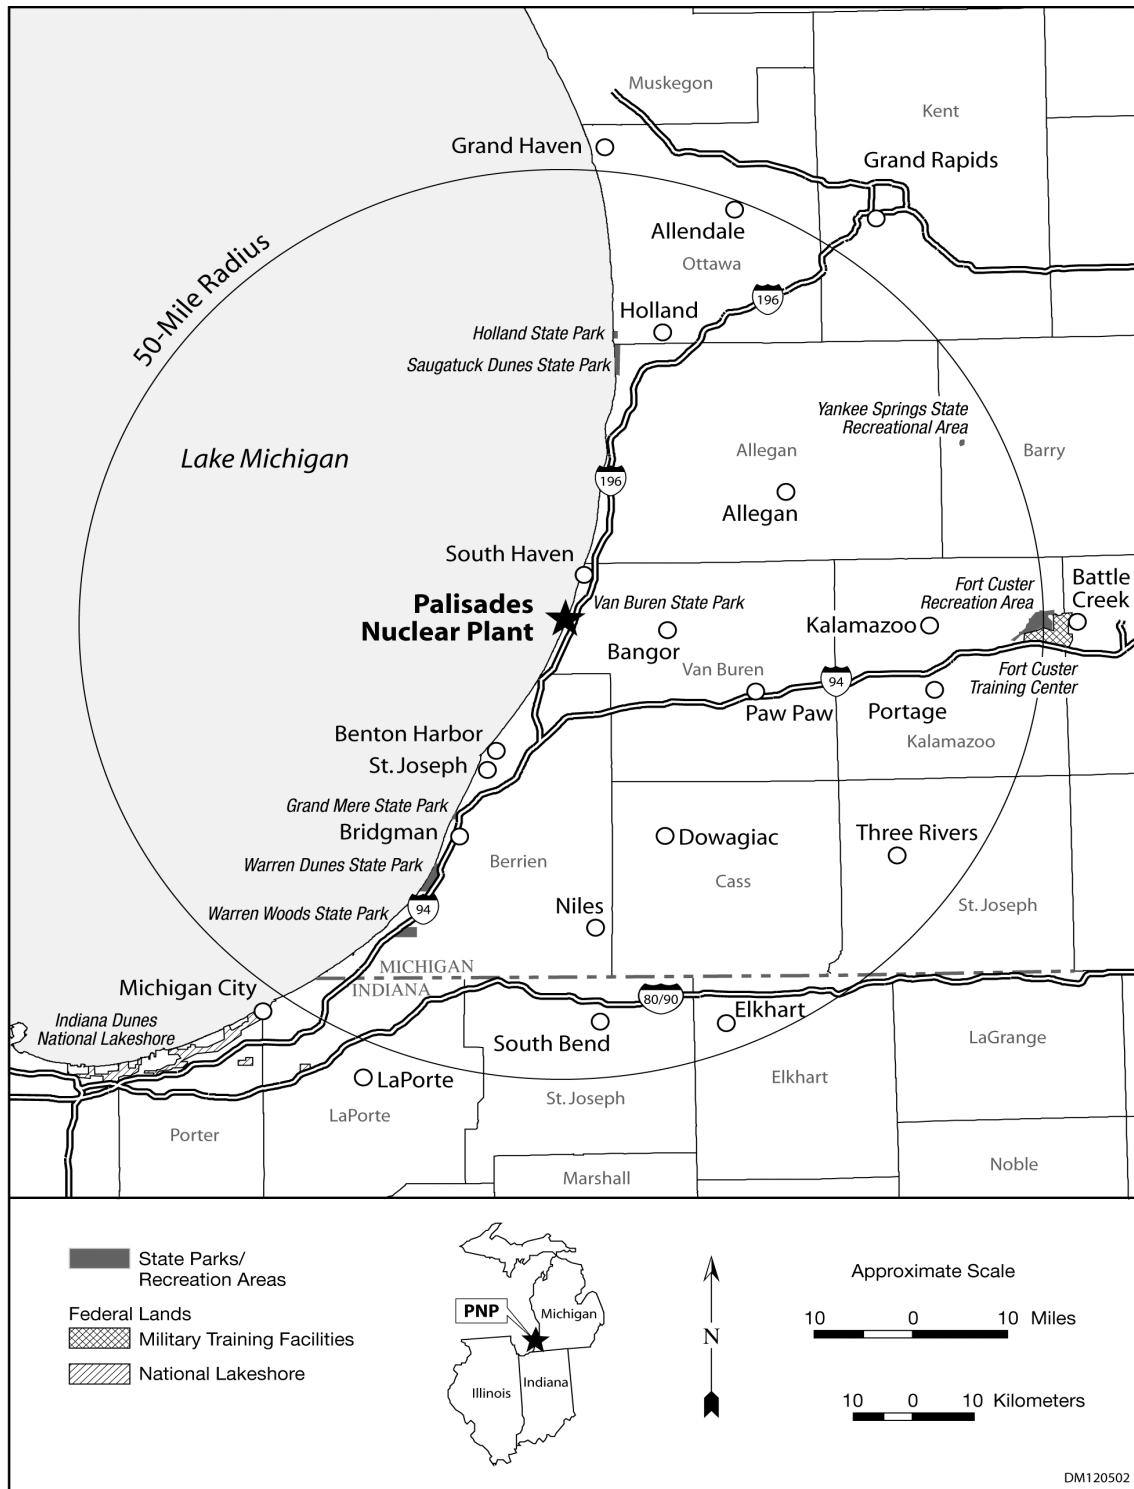 Muskegon
Kent
Grand Haven
Grand Rapids
Allendale
Ottawa
50-Mile Radius
196
Holland
Holland State Park
Saugatuck Dunes State Park
Yankee Springs State
Recreational Area
Lake Michigan
Allegan
Barry
196
Allegan
South Haven
Fort Custer
Recreation Area
Battle
Creek
Palisades
Nuclear Plant
Van Buren State Park
Kalamazoo
Bangor
Van Buren
94
Fort Custer
Training Center
Paw Paw
Portage
Kalamazoo
Benton Harbor
St. Joseph
Grand Mere State Park
Bridgman
Dowagiac
Three Rivers
Warren Dunes State Park
Berrien
Cass
94
Niles
St. Joseph
Warren Woods State Park
MICHIGAN
INDIANA
Michigan City
80/90
Elkhart
Indiana Dunes
National Lakeshore
South Bend
LaGrange
LaPorte
Elkhart
St. Joseph
LaPorte
Porter
Marshall
Noble
State Parks/
Recreation Areas
Federal Lands
Military Training Facilities
National Lakeshore
PNP
Michigan
Illinois
Indiana
N
Approximate Scale
10 0 10 Miles
10 0 10 Kilometers
DM120502